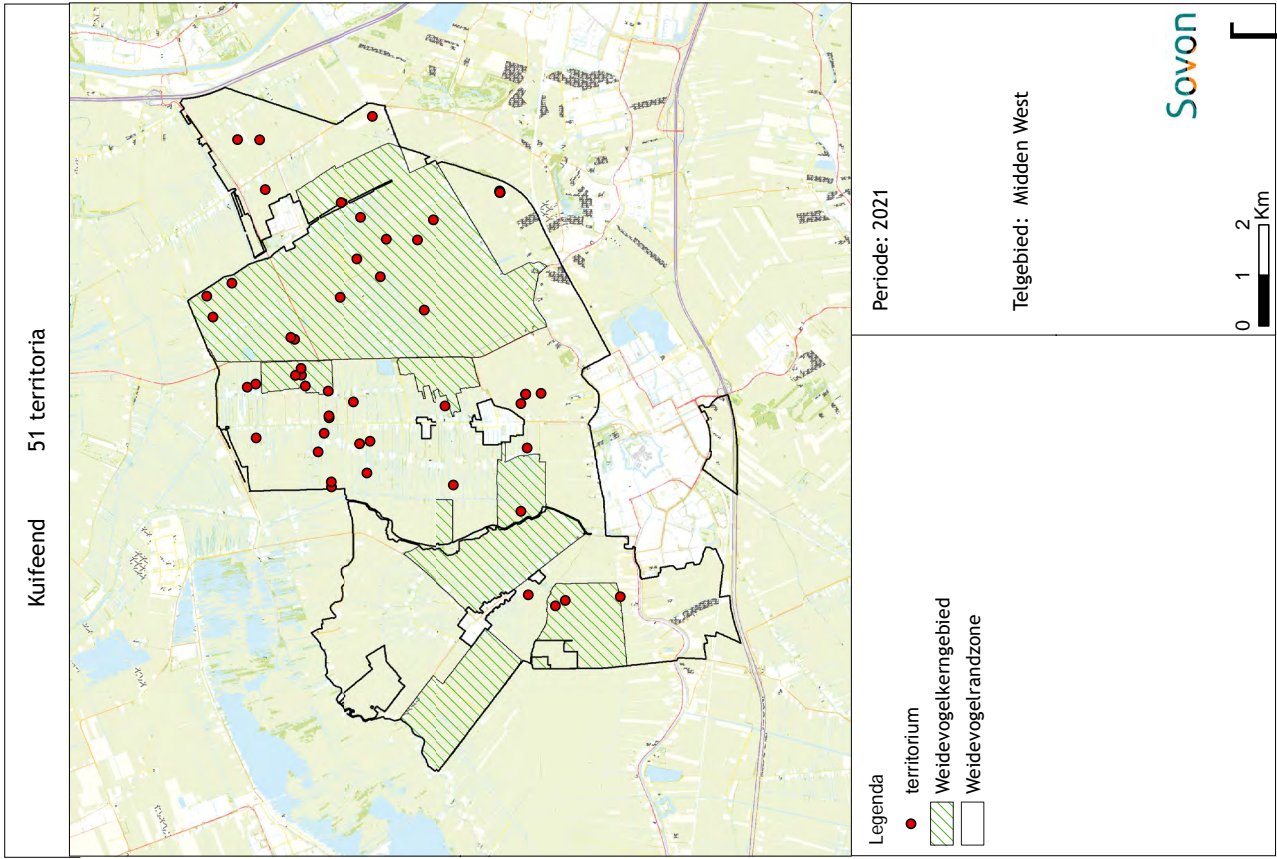 Kuifeend 51 territoria
Legenda
territorium
Weidevogelkerngebied
Weidevogelrandzone
Periode: 2021
Telgebied: Midden West
0 1 2
Km
Sovon